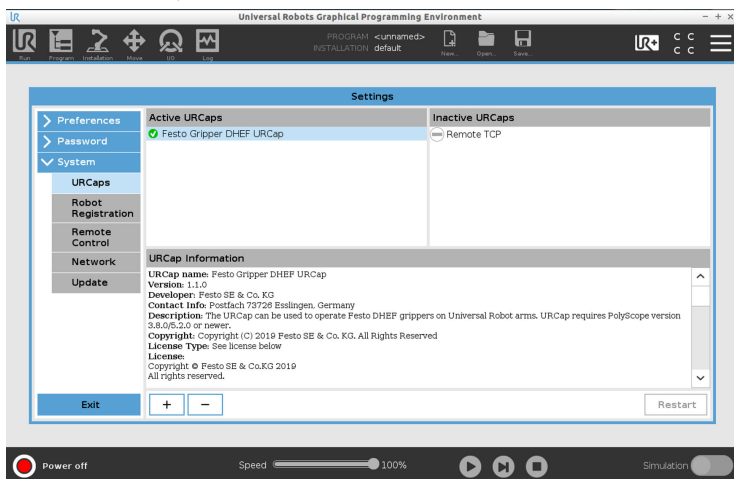 Universal Robots Graphical Programming Environment
PROGRAM <unnamed>
INSTALLATION default
Run Program Installation Move I/O Log
New... Open... Save...
UR+
C C
C C
Settings
Preferences
Password
System
URCaps
Robot
Registration
Remote
Control
Network
Update
Exit
Active URCaps
Festo Gripper DHEF URCap
Inactive URCaps
Remote TCP
URCap Information
URCap name: Festo Gripper DHEF URCap
Version: 1.1.0
Developer: Festo SE & Co. KG
Contact Info: Postfach 73726 Esslingen, Germany
Description: The URCap can be used to operate Festo DHEF grippers on Universal Robot arms. URCap requires PolyScope version
3.8.0/5.2.0 or newer.
Copyright: Copyright (C) 2019 Festo SE & Co. KG. All Rights Reserved
License Type: See license below
License:
Copyright © Festo SE & Co.KG 2019
All rights reserved.
+ −
Restart
Power off
Speed 100%
Simulation